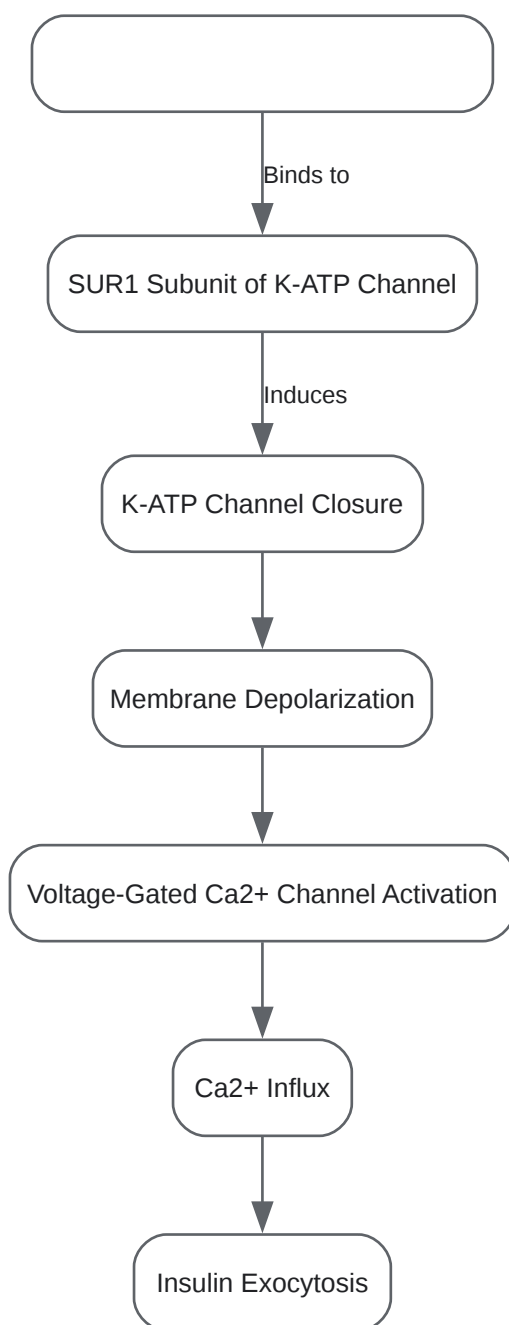 Binds to
SUR1 Subunit of K-ATP Channel
Induces
K-ATP Channel Closure
Membrane Depolarization
Voltage-Gated Ca2+ Channel Activation
Ca2+ Influx
Insulin Exocytosis